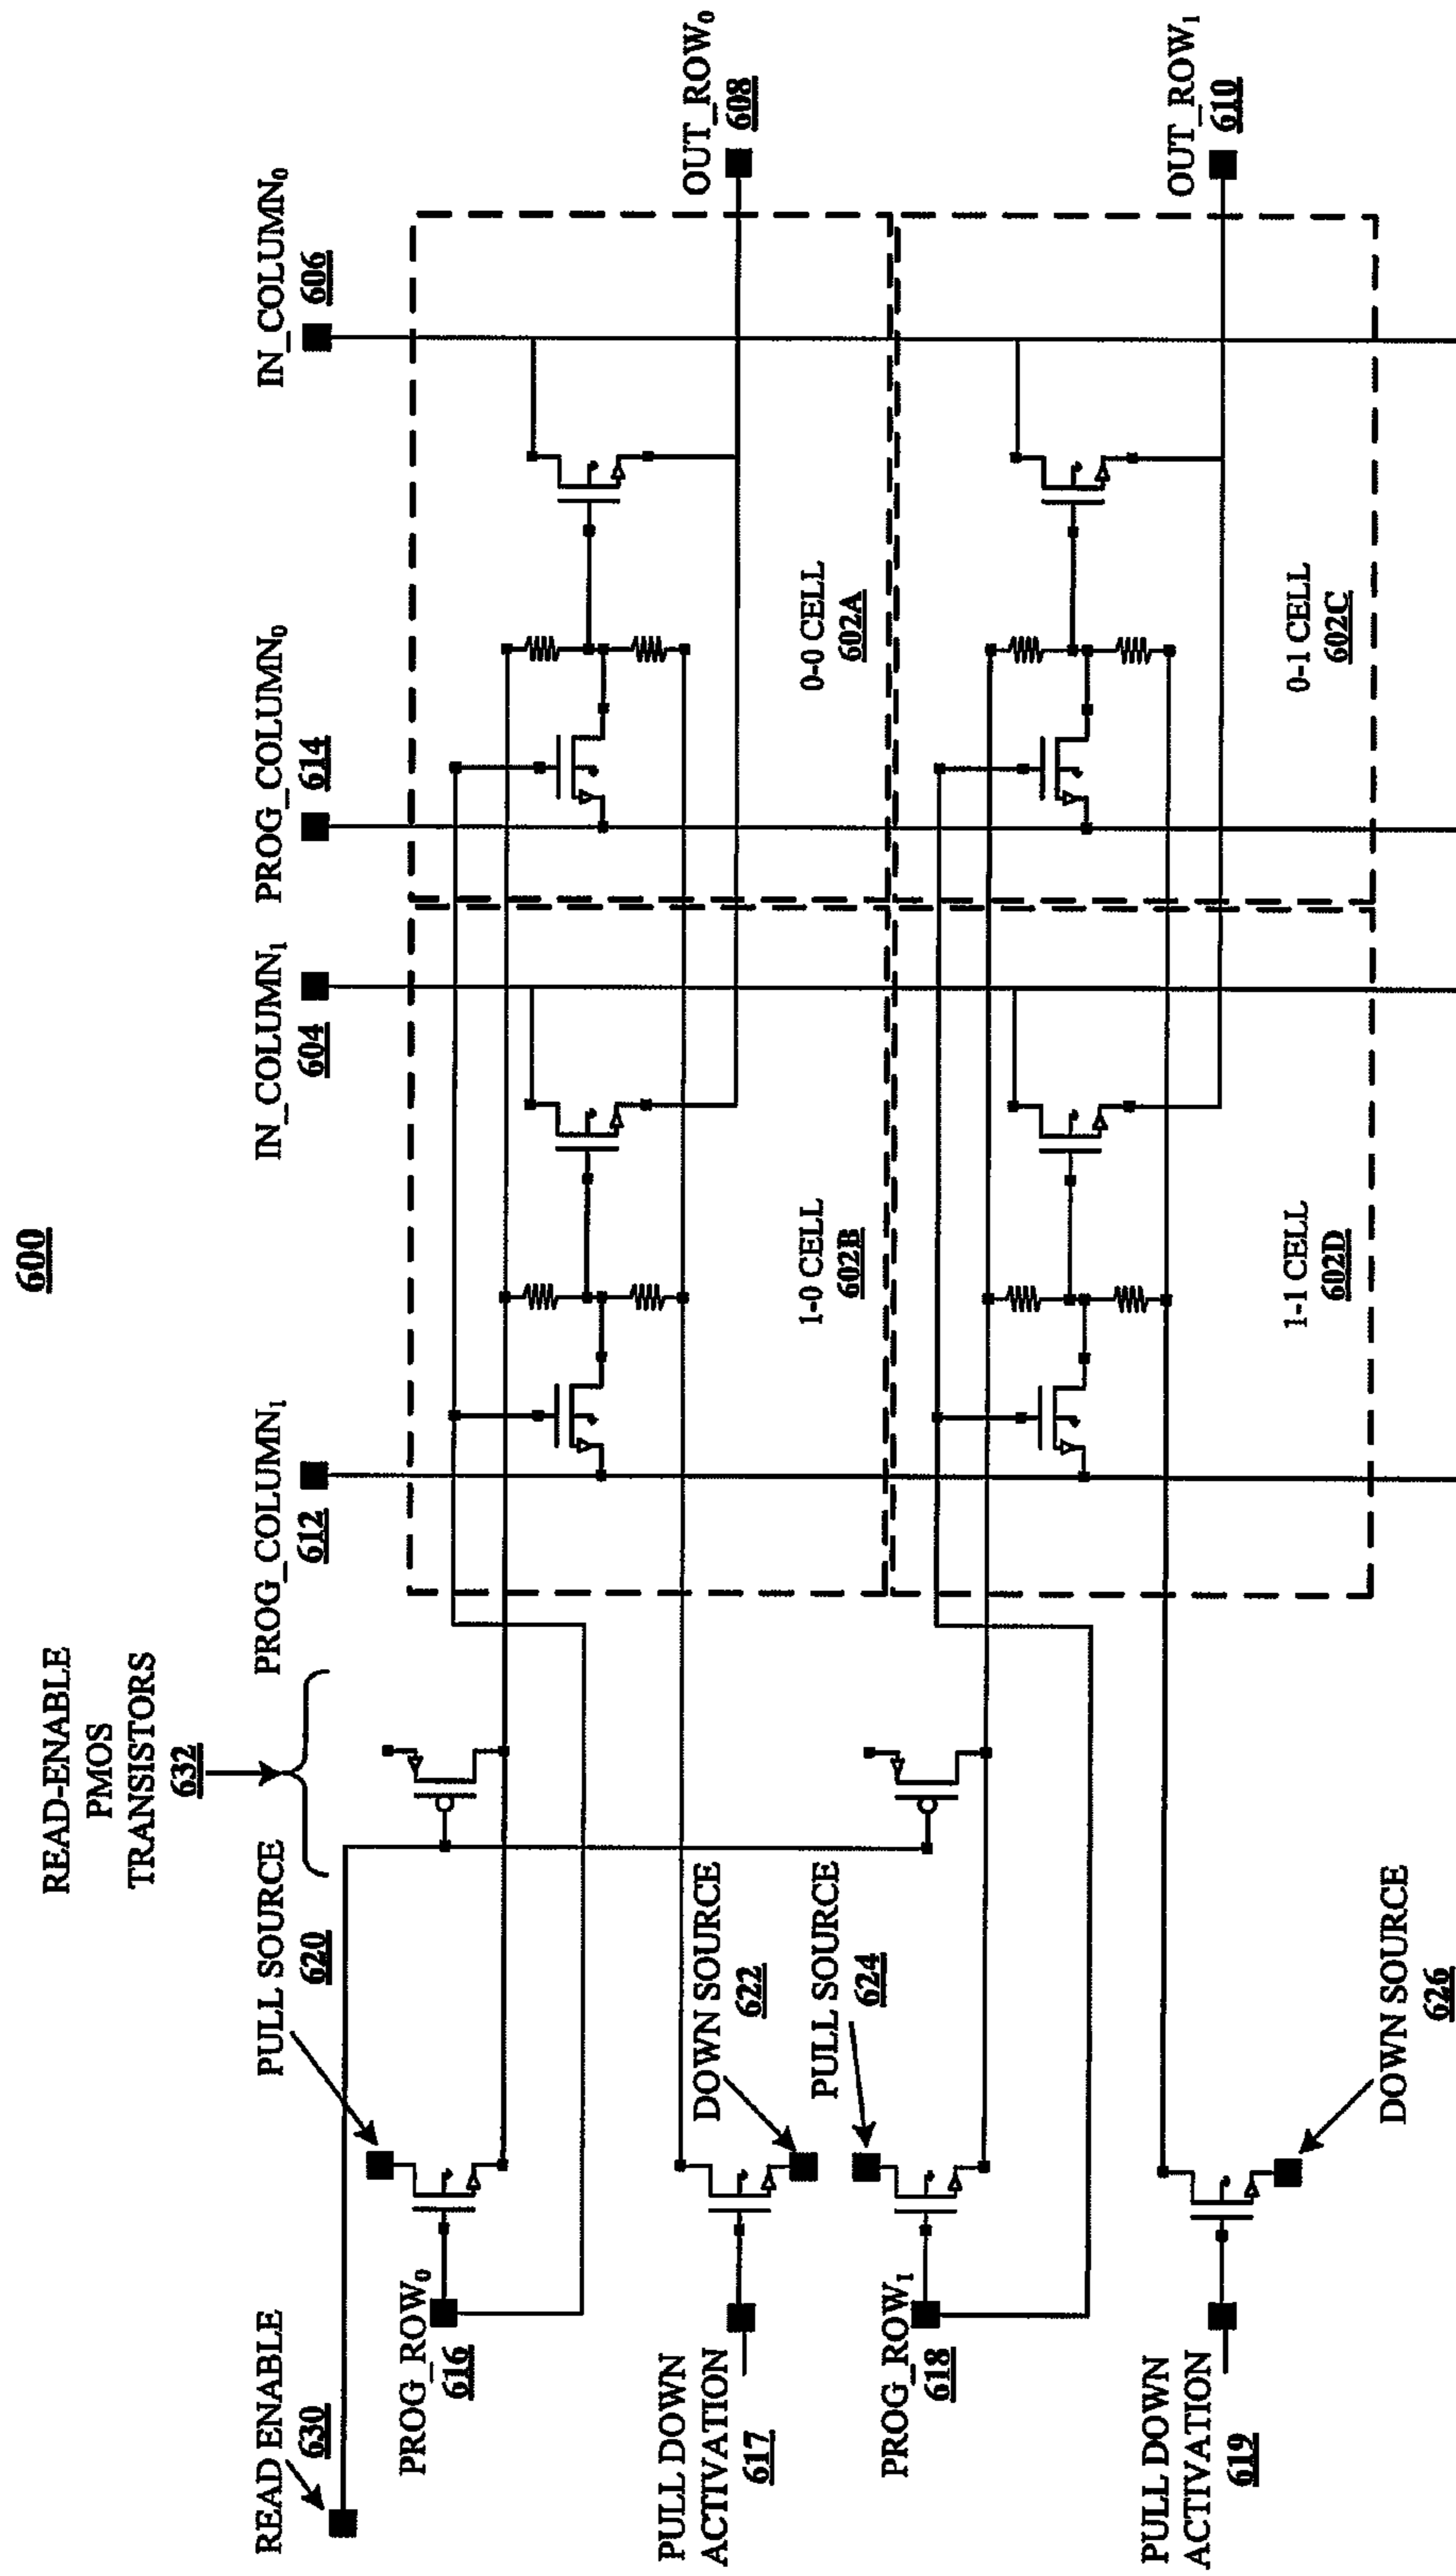 600
READ-ENABLE
PMOS
TRANSISTORS
632
READ ENABLE
630
PULL SOURCE
620
PROG_COLUMN₁
612
IN_COLUMN₁
604
PROG_COLUMN₀
614
IN_COLUMN₀
606
PROG_ROW₀
616
PULL DOWN
ACTIVATION
617
DOWN SOURCE
622
1-0 CELL
602B
0-0 CELL
602A
OUT_ROW₀
608
PULL SOURCE
624
PROG_ROW₁
618
PULL DOWN
ACTIVATION
619
DOWN SOURCE
626
1-1 CELL
602D
0-1 CELL
602C
OUT_ROW₁
610